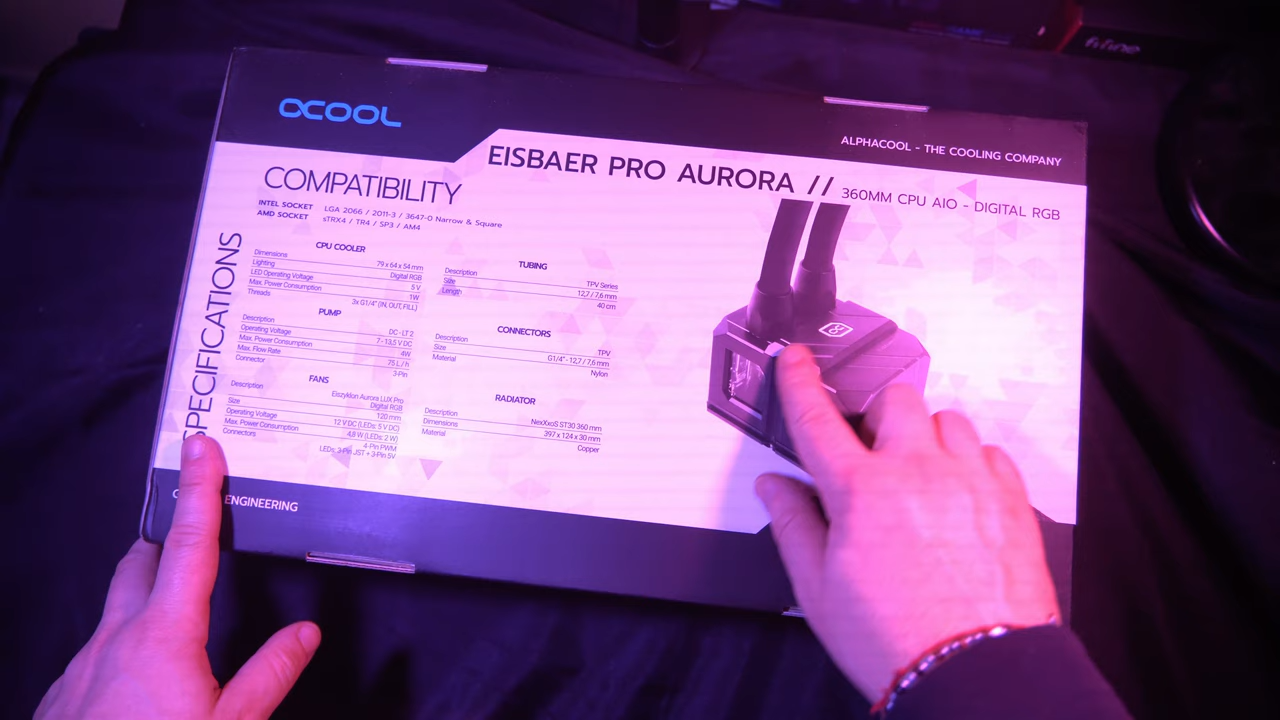 OCOOL
ALPHACOOL - THE COOLING COMPANY
EISBAER PRO AURORA // 360MM CPU AIO - DIGITAL RGB
COMPATIBILITY
INTEL SOCKET LGA 2066 / 2011-3 / 3647-0 Narrow & Square
AMD SOCKET sTRX4 / TR4 / SP3 / AM4
SPECIFICATIONS
CPU COOLER
Dimensions 79 x 64 x 54 mm
Lighting Digital RGB
LED Operating Voltage 5 V
Max. Power Consumption 1W
Threads 3x G1/4" (IN, OUT, FILL)
PUMP
Description DC - LT 2
Operating Voltage 7 - 13,5 V DC
Max. Power Consumption 4W
Max. Flow Rate 75 L / h
Connector 3-Pin
FANS
Description Eiszyklon Aurora LUX Pro
Digital RGB
Size 120 mm
Operating Voltage 12 V DC (LEDs: 5 V DC)
Max. Power Consumption 4,8 W (LEDs: 2 W)
Connectors 4-Pin PWM
LEDs: 3-Pin JST + 3-Pin 5V
TUBING
Description TPV Series
Size 12,7 / 7,6 mm
Length 40 cm
CONNECTORS
Description TPV
Size G1/4" - 12,7 / 7,6 mm
Material Nylon
RADIATOR
Description NexXxoS ST30 360 mm
Dimensions 397 x 124 x 30 mm
Material Copper
ENGINEERING